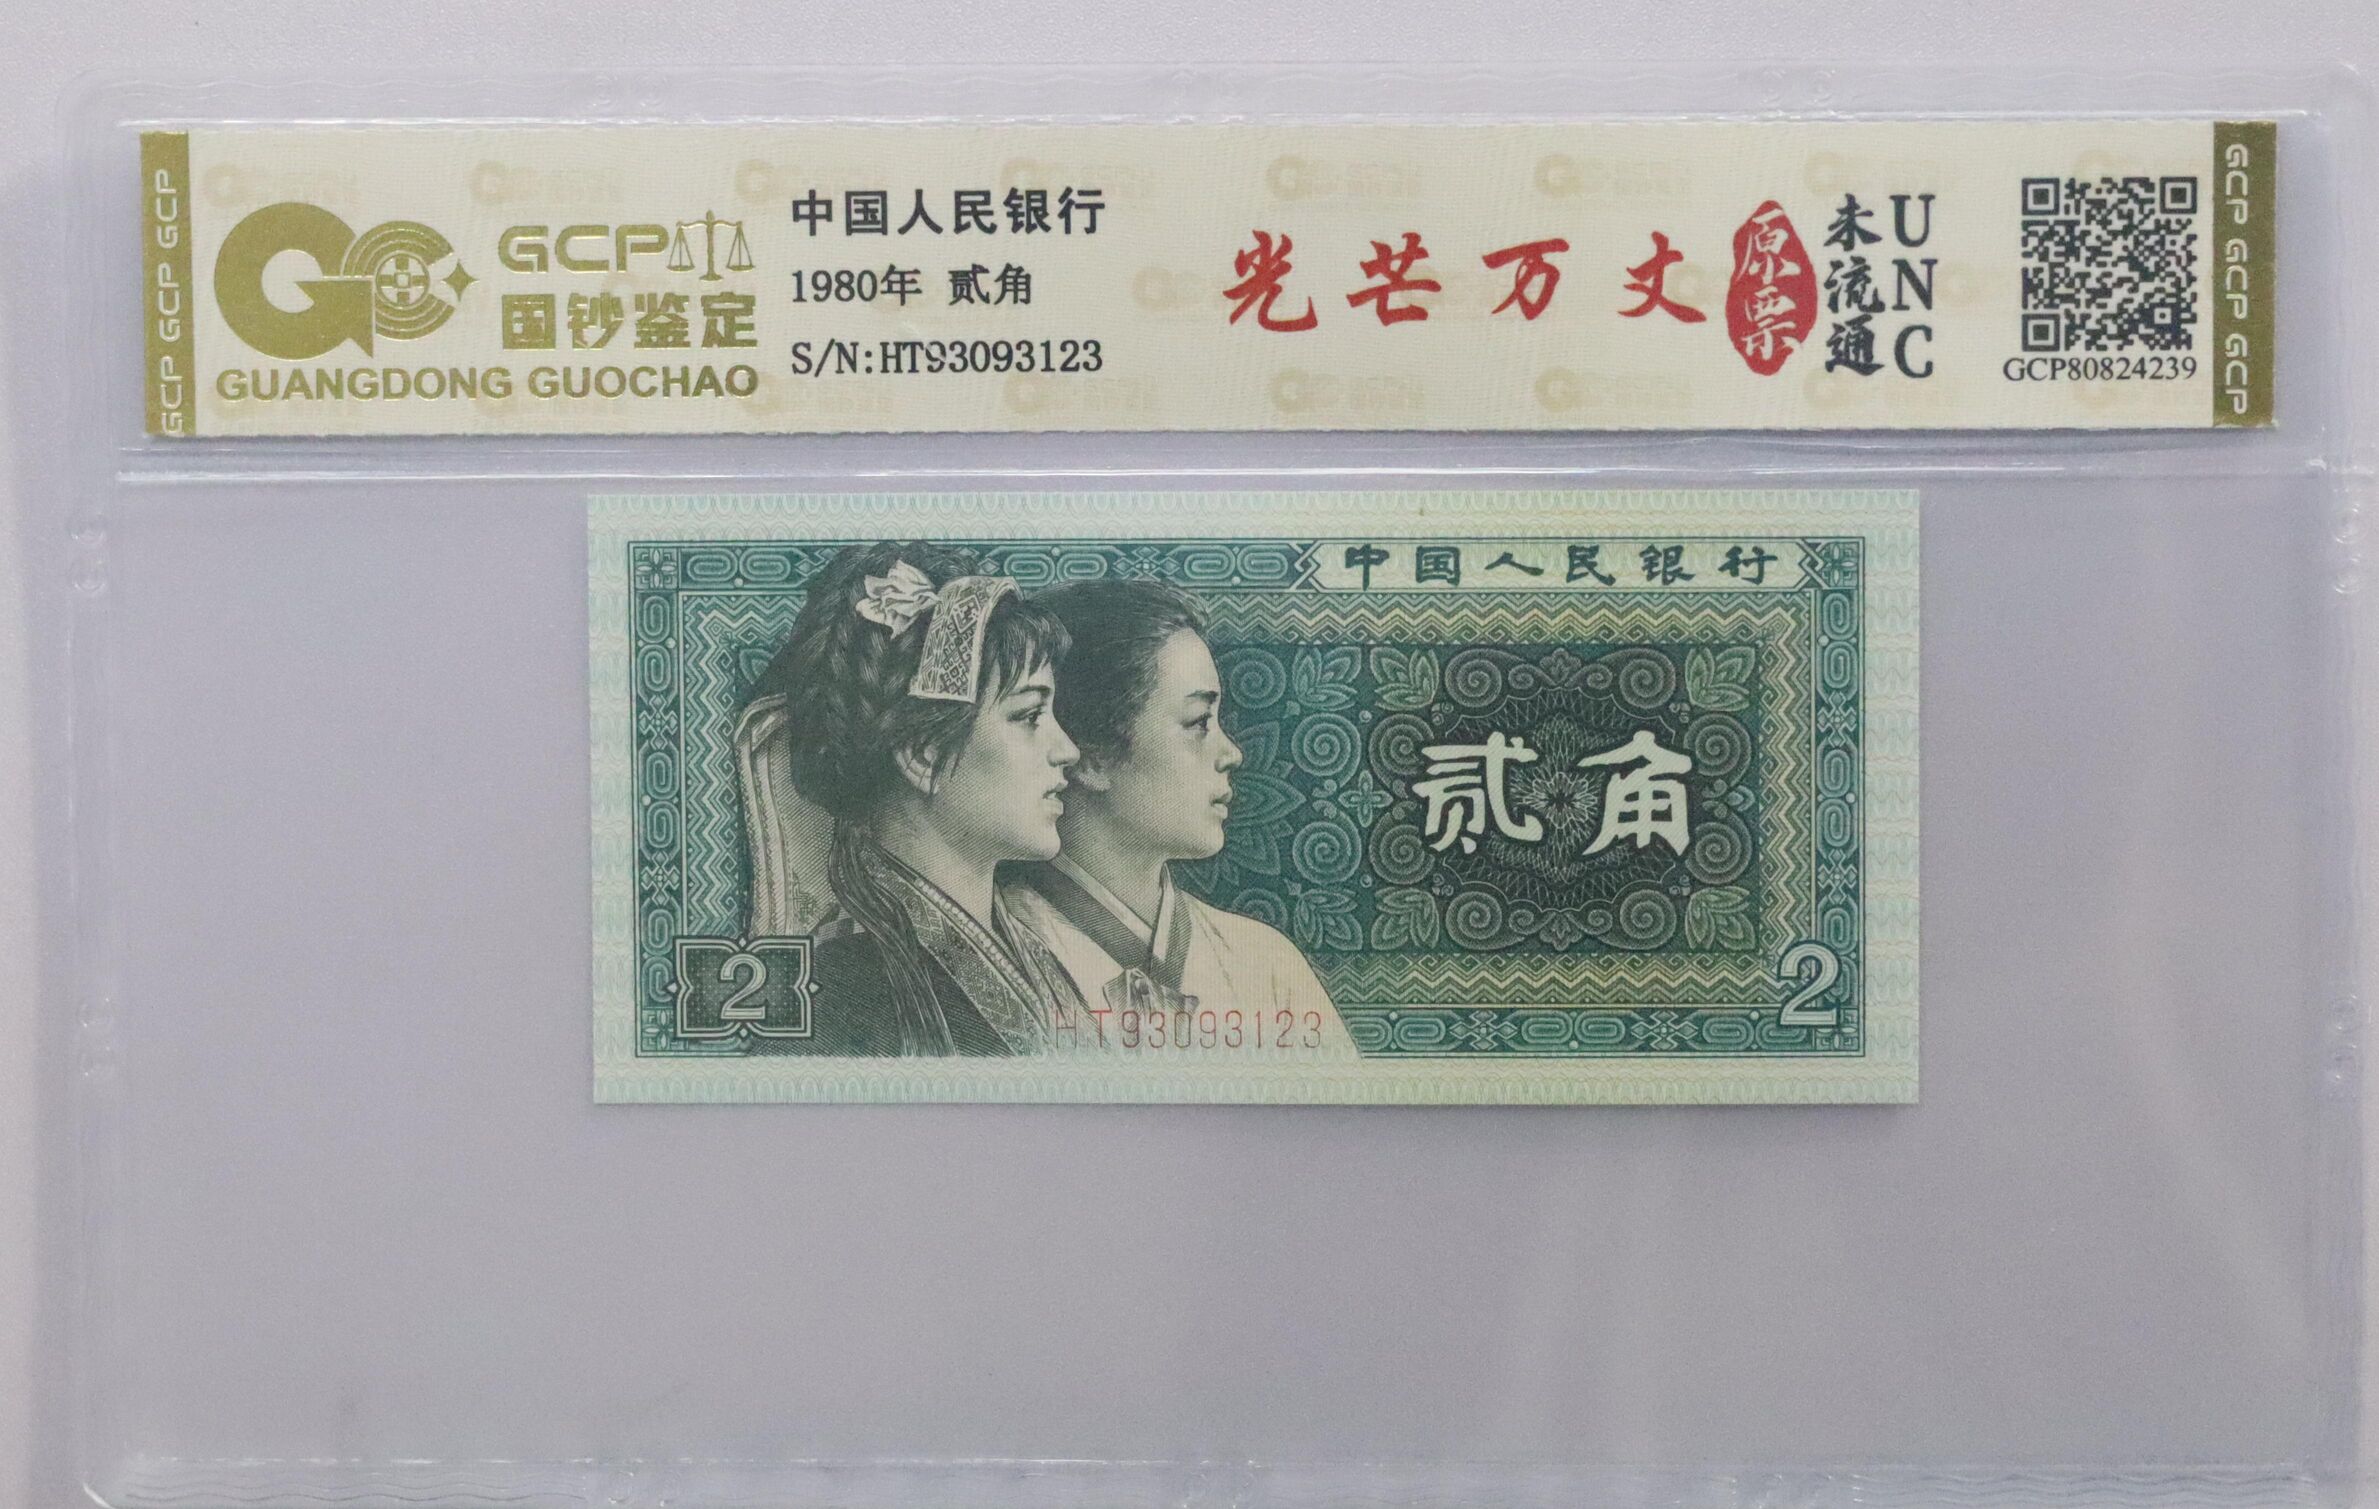 GCP GCP GCP
GCP
国钞鉴定
GUANGDONG GUOCHAO
中国人民银行
1980年 贰角
S/N:HT93093123
光芒万丈
原票
未流通
UNC
GCP80824239
GCP GCP GCP
中国人民银行
贰角
2
2
HT93093123